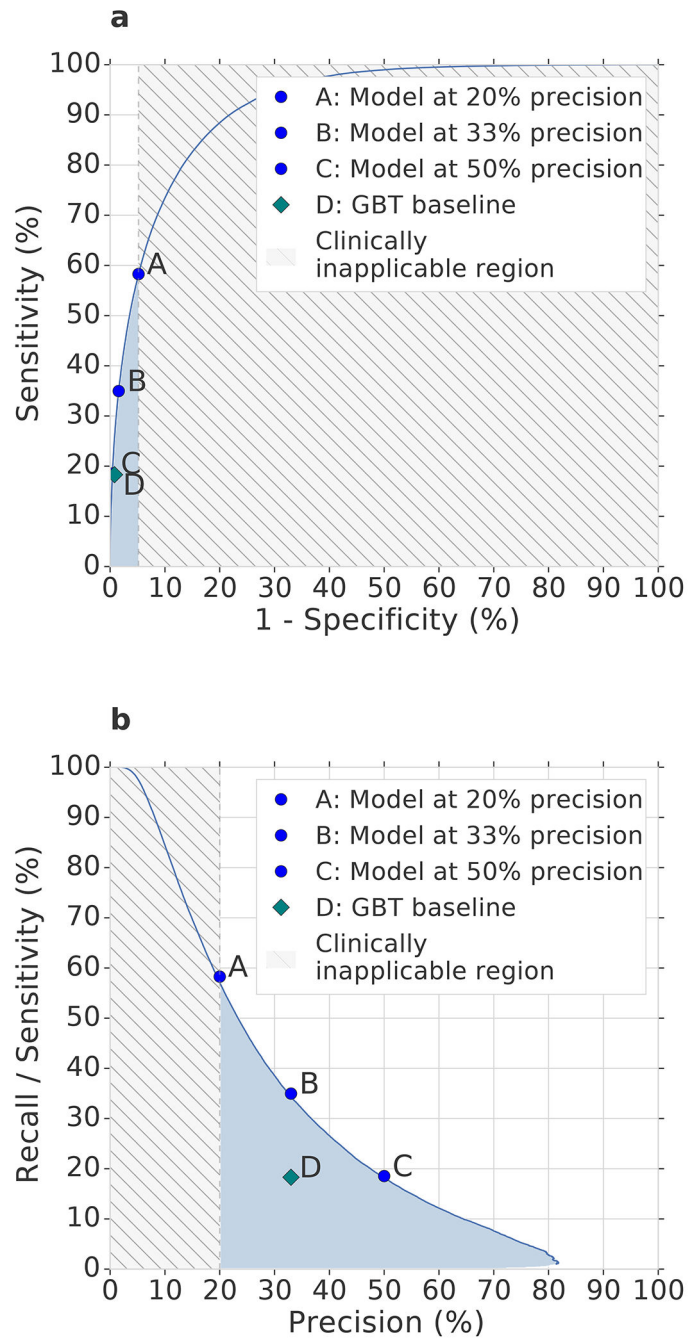 a
100
90
80
70
60
50
40
30
20
10
0
Sensitivity (%)
A: Model at 20% precision
B: Model at 33% precision
C: Model at 50% precision
D: GBT baseline
Clinically
inapplicable region
A
B
C
D
0 10 20 30 40 50 60 70 80 90 100
1 - Specificity (%)
b
100
90
80
70
60
50
40
30
20
10
0
Recall / Sensitivity (%)
A: Model at 20% precision
B: Model at 33% precision
C: Model at 50% precision
D: GBT baseline
Clinically
inapplicable region
A
B
D
C
0 10 20 30 40 50 60 70 80 90 100
Precision (%)